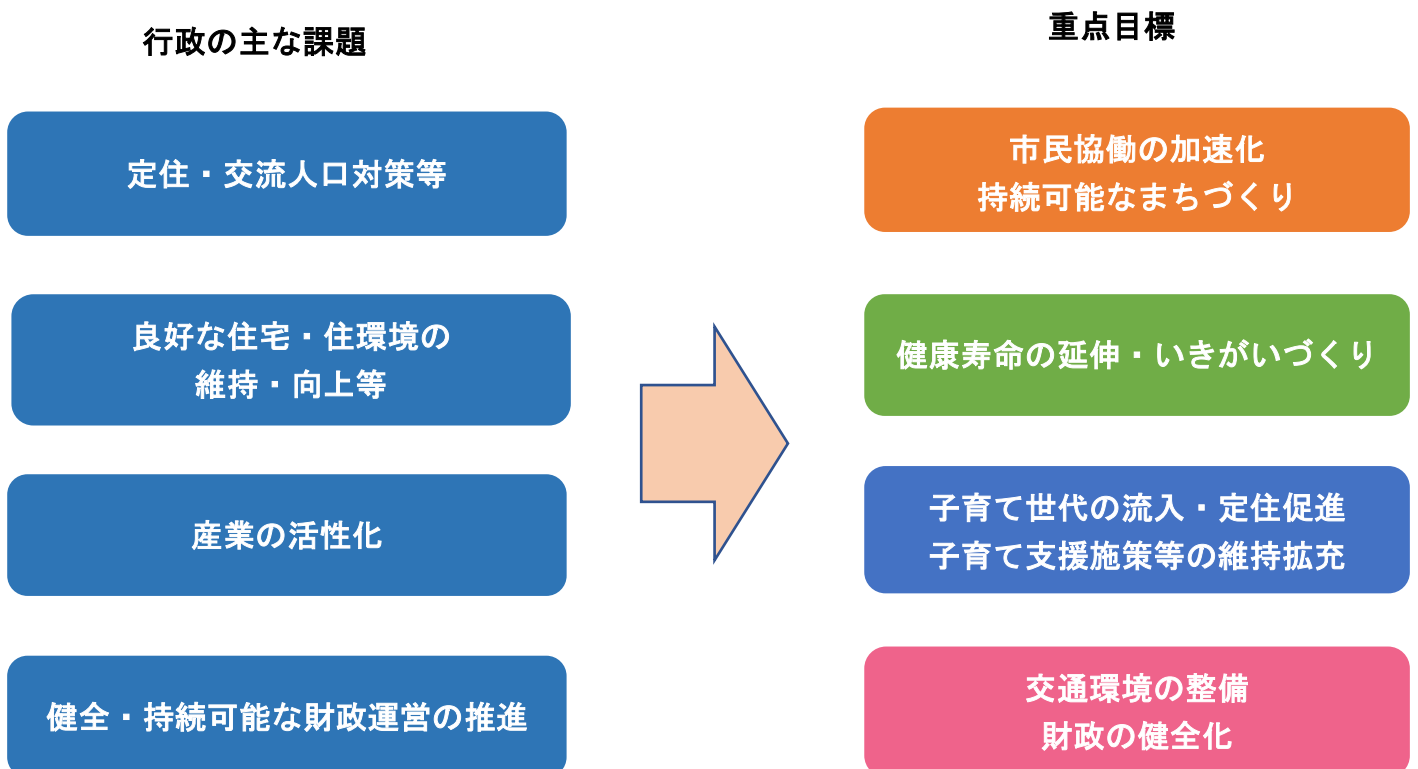 行政の主な課題
定住・交流人口対策等
良好な住宅・住環境の
維持・向上等
産業の活性化
健全・持続可能な財政運営の推進
重点目標
市民協働の加速化
持続可能なまちづくり
健康寿命の延伸・いきがいづくり
子育て世代の流入・定住促進
子育て支援施策等の維持拡充
交通環境の整備
財政の健全化